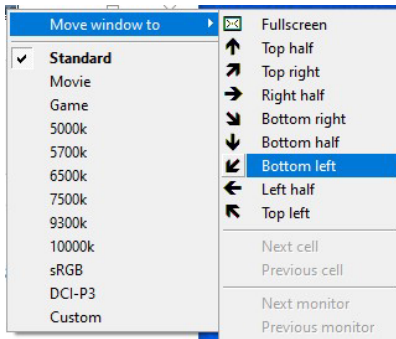 Move window to
Standard
Movie
Game
5000k
5700k
6500k
7500k
9300k
10000k
sRGB
DCI-P3
Custom
Fullscreen
Top half
Top right
Right half
Bottom right
Bottom half
Bottom left
Left half
Top left
Next cell
Previous cell
Next monitor
Previous monitor